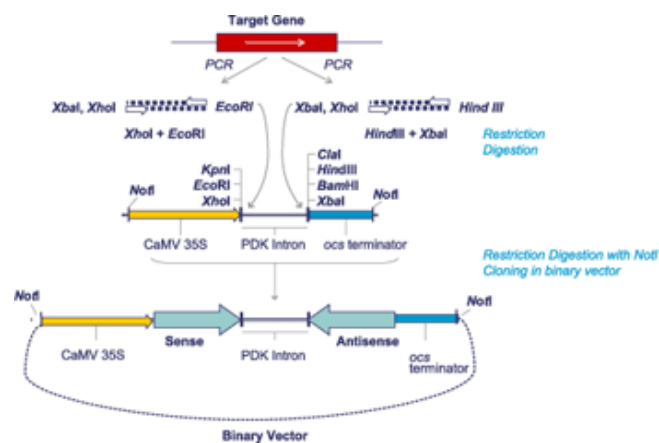 Target Gene
PCR PCR
XbaI, XhoI EcoRI XbaI, XhoI Hind III
XhoI + EcoRI HindIII + XbaI Restriction
Digestion
ClaI
KpnI HindIII
EcoRI BamHI
NotI XhoI XbaI NotI
CaMV 35S PDK Intron ocs terminator
Restriction Digestion with NotI
Cloning in binary vector
NotI NotI
CaMV 35S Sense PDK Intron Antisense ocs
terminator
Binary Vector